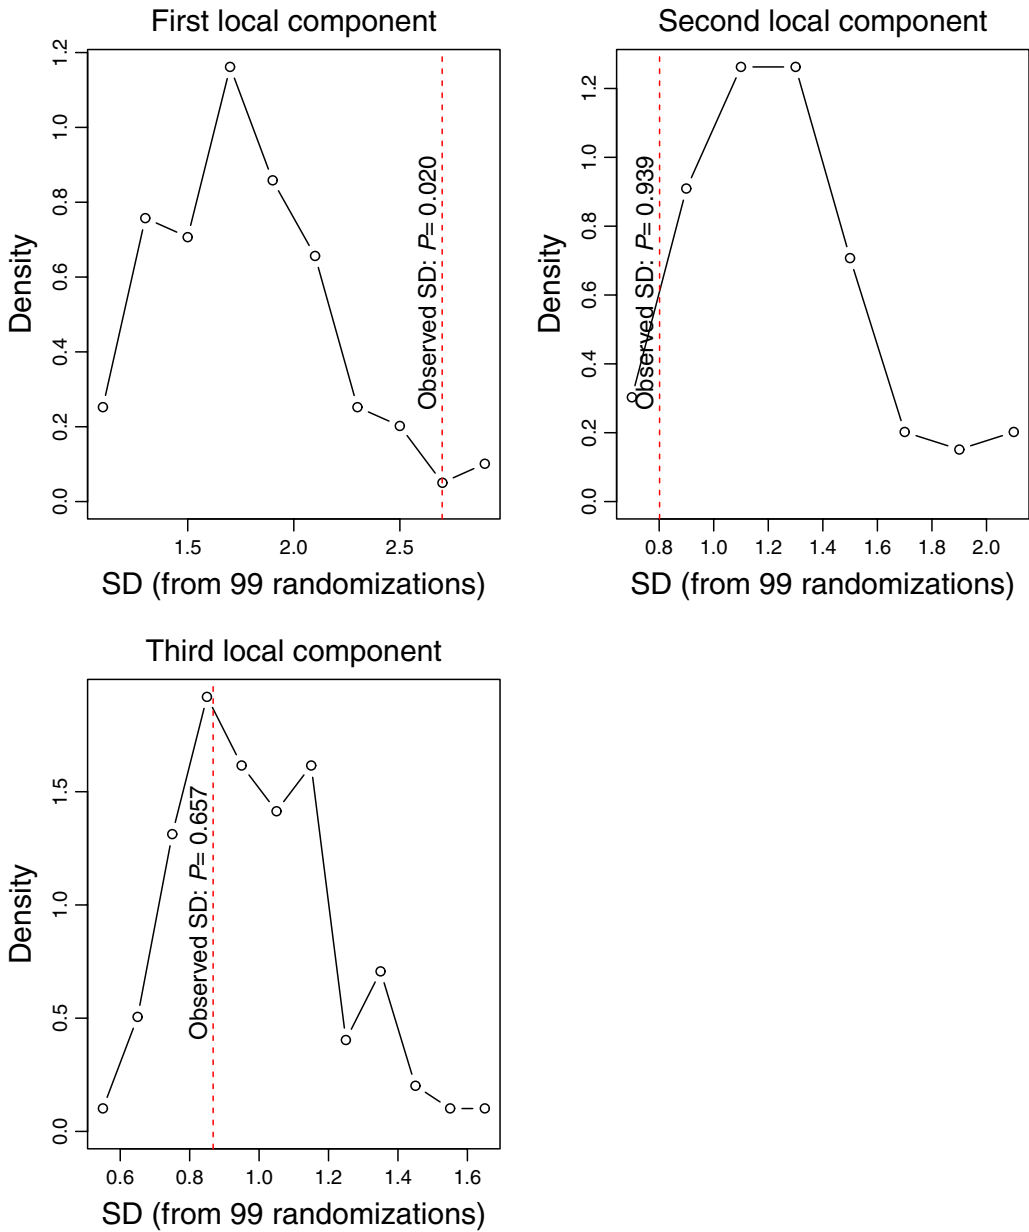 First local component
Density
0.0 0.2 0.4 0.6 0.8 1.0 1.2
Observed SD: P= 0.020
1.5 2.0 2.5
SD (from 99 randomizations)
Second local component
Density
0.0 0.2 0.4 0.6 0.8 1.0 1.2
Observed SD: P= 0.939
0.8 1.0 1.2 1.4 1.6 1.8 2.0
SD (from 99 randomizations)
Third local component
Density
0.0 0.5 1.0 1.5
Observed SD: P= 0.657
0.6 0.8 1.0 1.2 1.4 1.6
SD (from 99 randomizations)